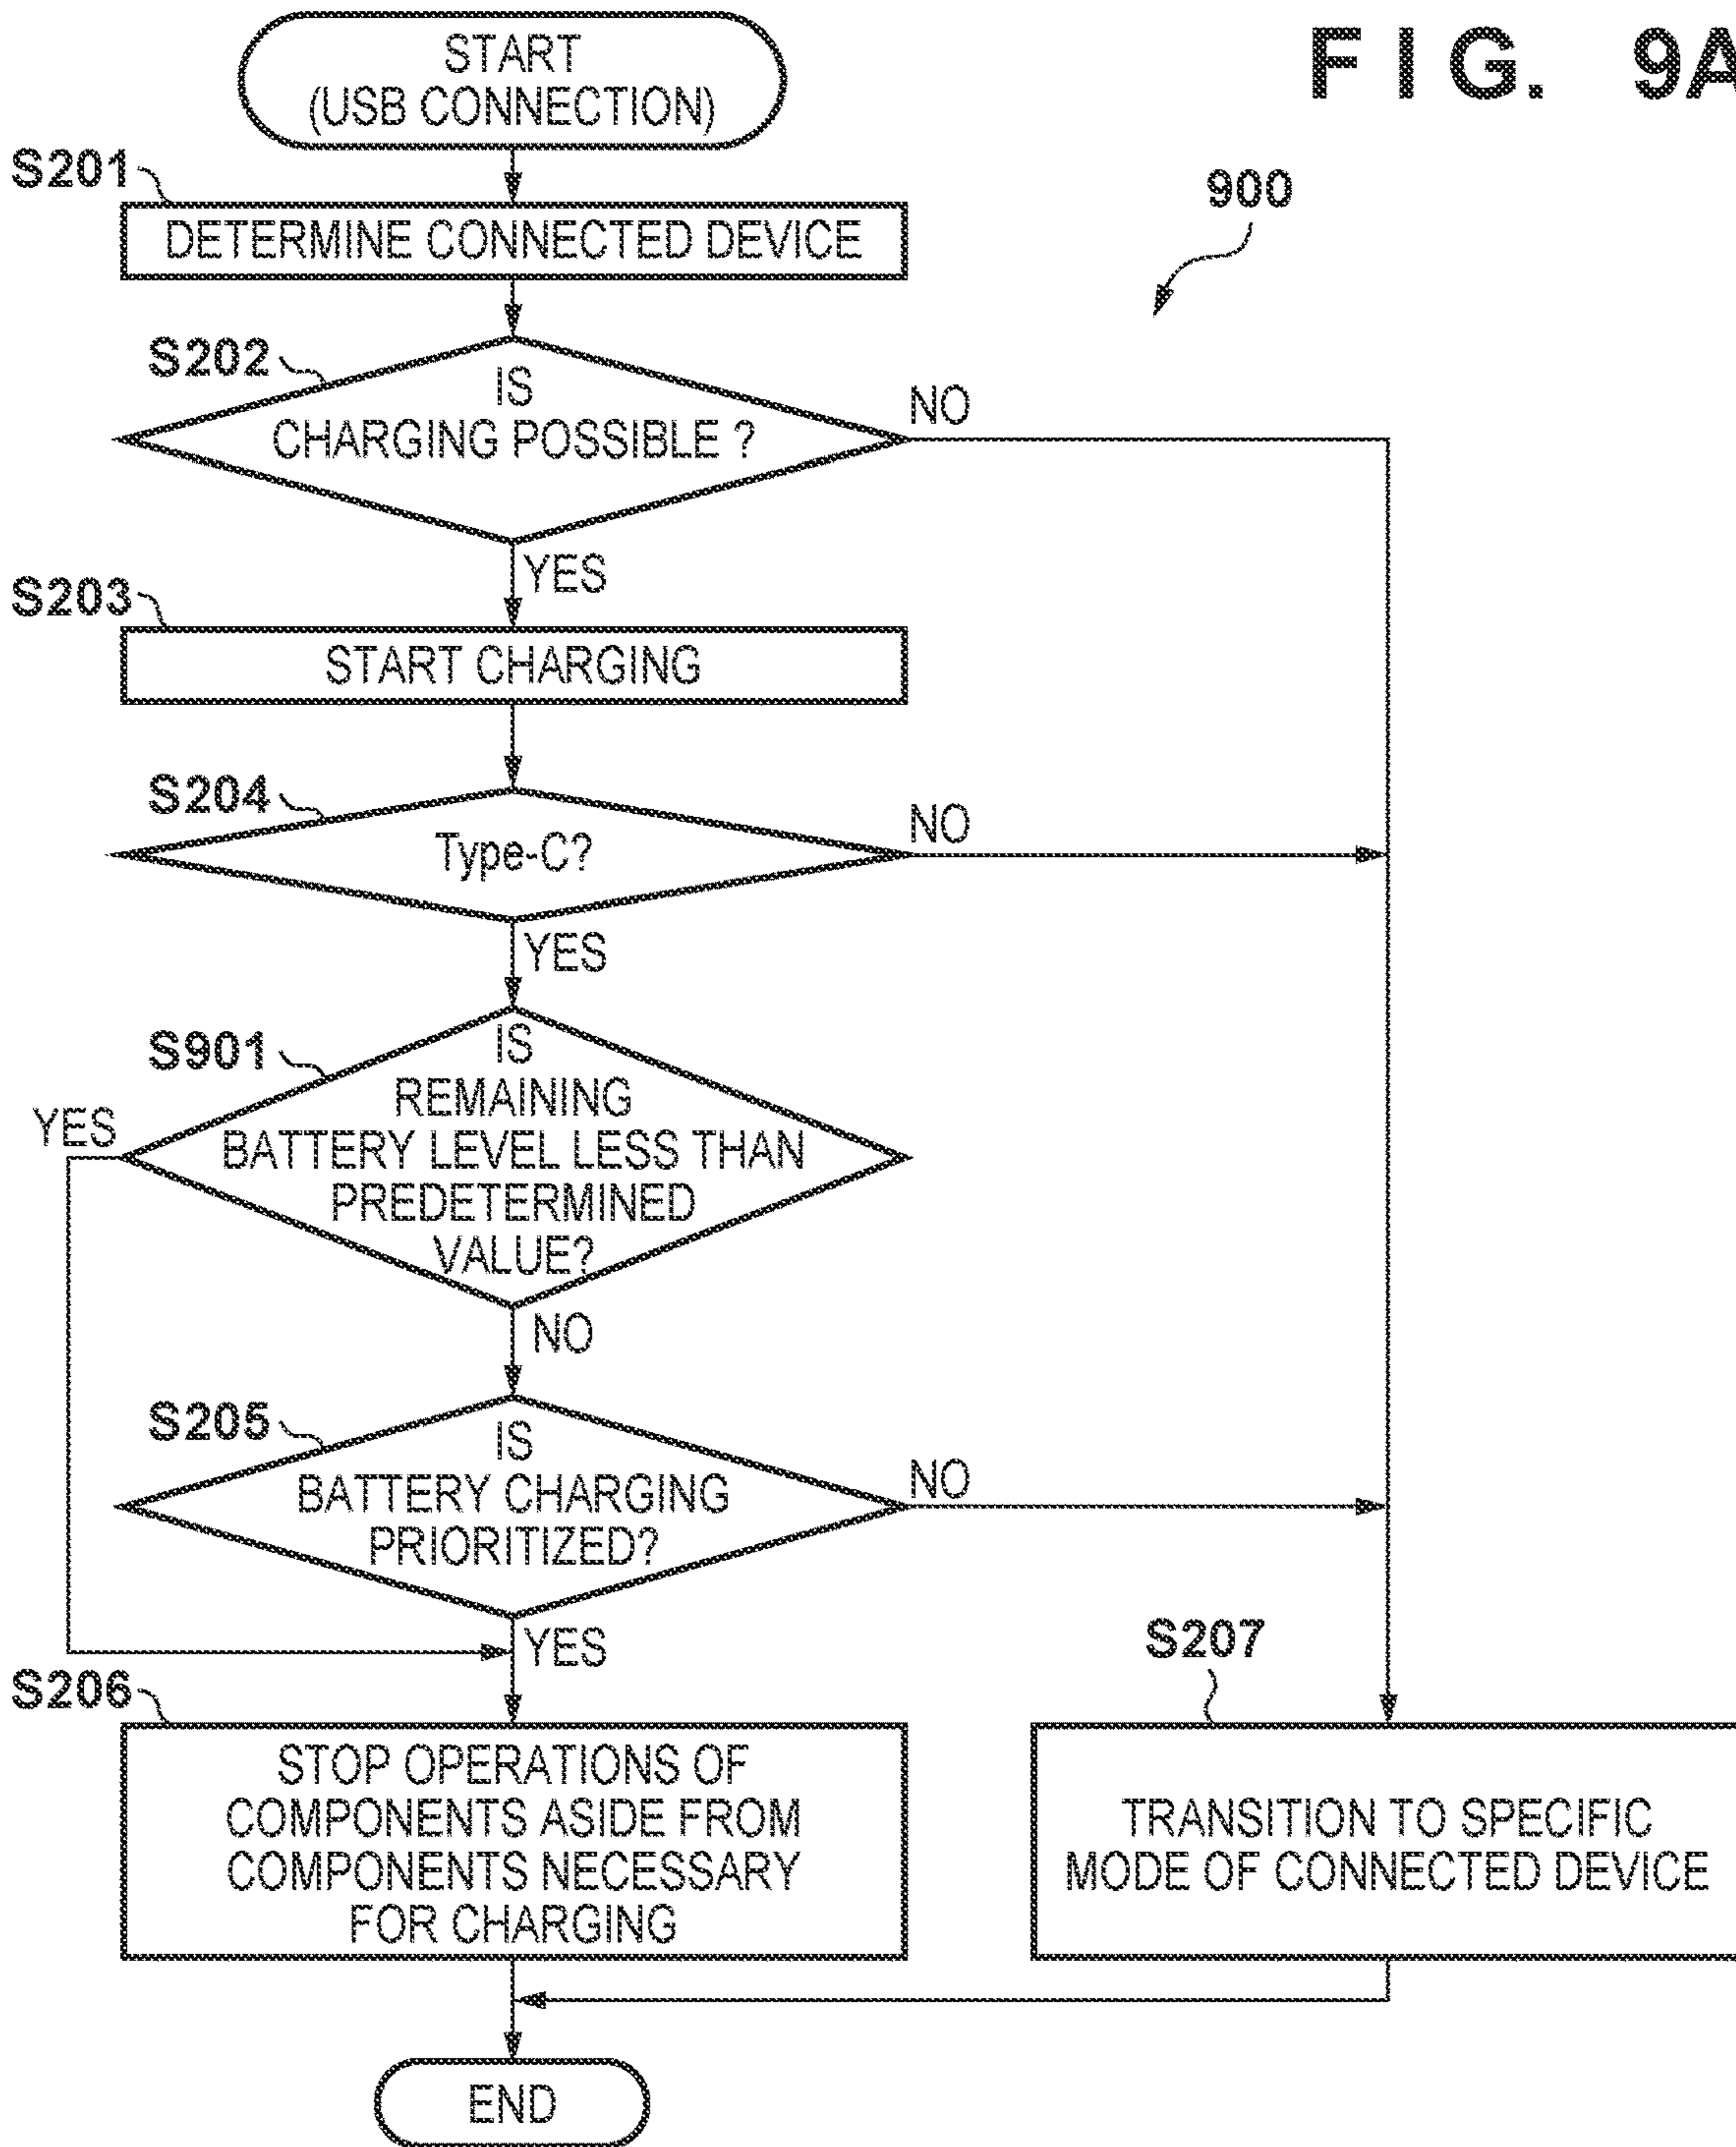 FIG. 9A
START
(USB CONNECTION)
S201
DETERMINE CONNECTED DEVICE
900
S202
IS
CHARGING POSSIBLE ?
NO
YES
S203
START CHARGING
S204
Type-C?
NO
YES
S901
IS
REMAINING
BATTERY LEVEL LESS THAN
PREDETERMINED
VALUE?
YES
NO
S205
IS
BATTERY CHARGING
PRIORITIZED?
NO
YES
S206
STOP OPERATIONS OF
COMPONENTS ASIDE FROM
COMPONENTS NECESSARY
FOR CHARGING
S207
TRANSITION TO SPECIFIC
MODE OF CONNECTED DEVICE
END